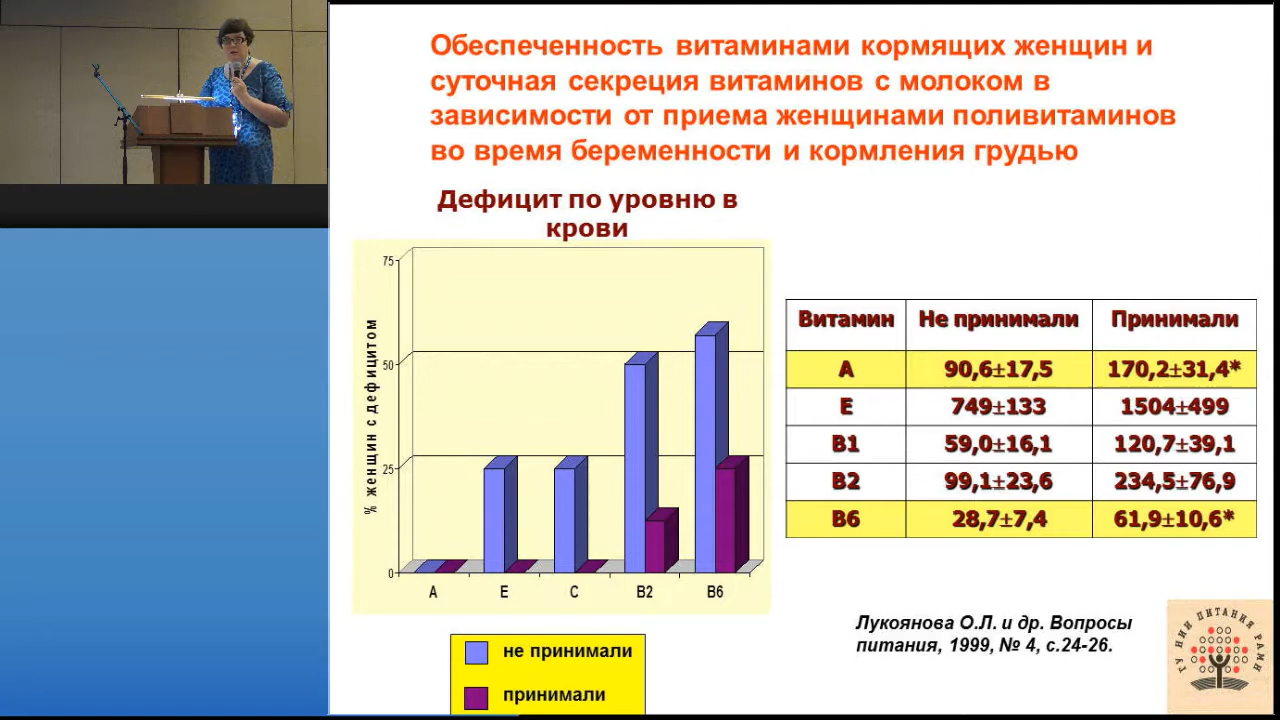 Обеспеченность витаминами кормящих женщин и
суточная секреция витаминов с молоком в
зависимости от приема женщинами поливитаминов
во время беременности и кормления грудью
Дефицит по уровню в
крови
% женщин с дефицитом
75
50
25
0
A
E
C
B2
B6
не принимали
принимали
Витамин Не принимали Принимали
A 90,6±17,5 170,2±31,4*
E 749±133 1504±499
B1 59,0±16,1 120,7±39,1
B2 99,1±23,6 234,5±76,9
B6 28,7±7,4 61,9±10,6*
Лукоянова О.Л. и др. Вопросы
питания, 1999, № 4, с.24-26.
ГУ НИИ ПИТАНИЯ РАМН